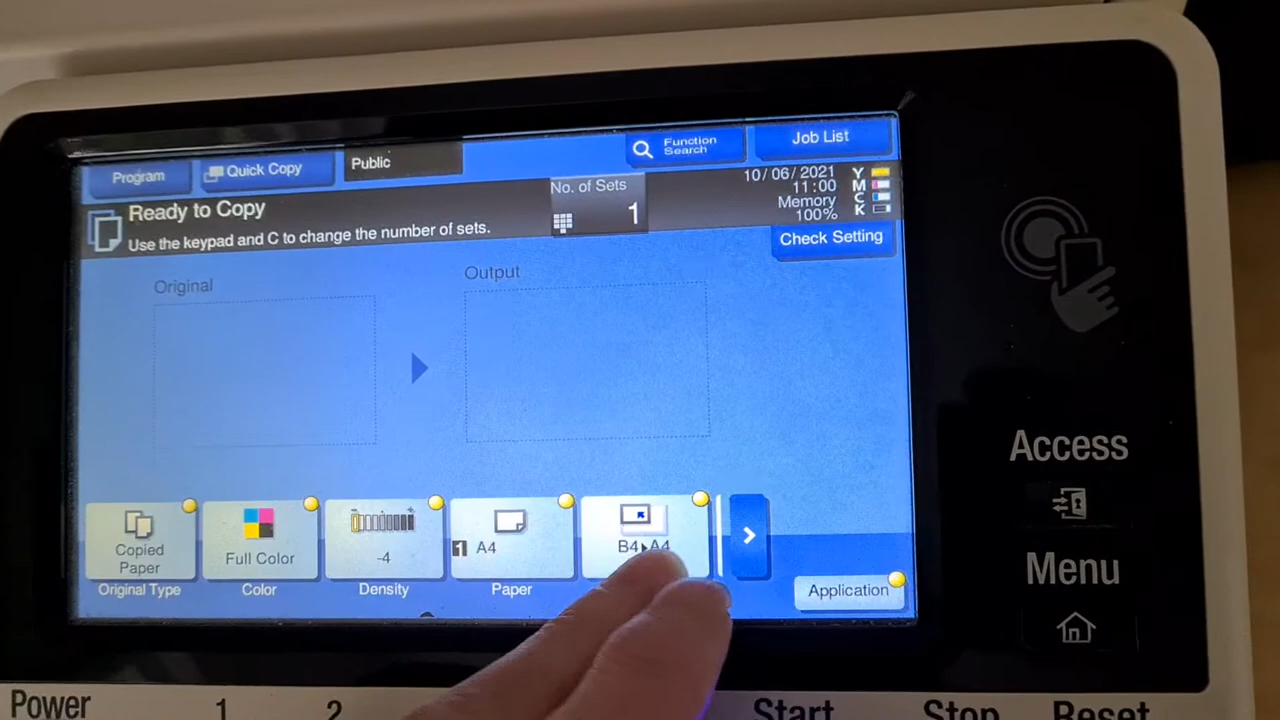 Program
Quick Copy
Public
Function
Search
Job List
Ready to Copy
Use the keypad and C to change the number of sets.
No. of Sets
1
10/06/2021
11:00
Memory
100%
Y
M
C
K
Check Setting
Original
Output
Copied
Paper
Original Type
Full Color
Color
- +
-4
Density
1 A4
Paper
B4▸A4
Application
Access
Menu
Power
1
2
Start
Stop
Reset